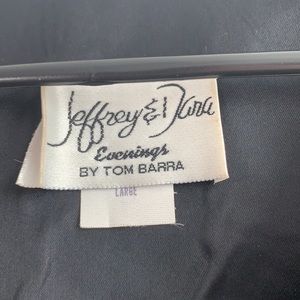 Jeffrey & Dara
Evenings
BY TOM BARRA
LARGE